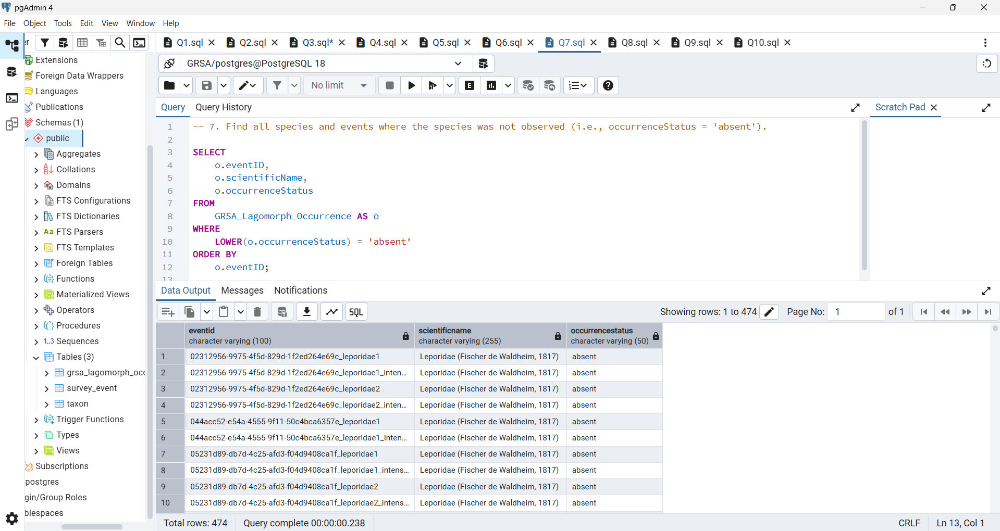 pgAdmin 4
File Object Tools Edit View Window Help
Q1.sql Q2.sql Q3.sql* Q4.sql Q5.sql Q6.sql Q7.sql Q8.sql Q9.sql Q10.sql
GRSA/postgres@PostgreSQL 18
No limit
Query Query History
Scratch Pad
Extensions
Foreign Data Wrappers
Languages
Publications
Schemas (1)
public
Aggregates
Collations
Domains
FTS Configurations
FTS Dictionaries
Aa FTS Parsers
FTS Templates
Foreign Tables
Functions
Materialized Views
Operators
Procedures
1..3 Sequences
Tables (3)
grsa_lagomorph_occ
survey_event
taxon
Trigger Functions
Types
Views
Subscriptions
postgres
gin/Group Roles
blespaces
1 -- 7. Find all species and events where the species was not observed (i.e., occurrenceStatus = 'absent').
2
3 SELECT
4 o.eventID,
5 o.scientificName,
6 o.occurrenceStatus
7 FROM
8 GRSA_Lagomorph_Occurrence AS o
9 WHERE
10 LOWER(o.occurrenceStatus) = 'absent'
11 ORDER BY
12 o.eventID;
13
Data Output Messages Notifications
SQL
Showing rows: 1 to 474 Page No: 1 of 1
eventid scientificname occurrencestatus
character varying (100) character varying (255) character varying (50)
1 02312956-9975-4f5d-829d-1f2ed264e69c_leporidae1 Leporidae (Fischer de Waldheim, 1817) absent
2 02312956-9975-4f5d-829d-1f2ed264e69c_leporidae1_inten... Leporidae (Fischer de Waldheim, 1817) absent
3 02312956-9975-4f5d-829d-1f2ed264e69c_leporidae2 Leporidae (Fischer de Waldheim, 1817) absent
4 02312956-9975-4f5d-829d-1f2ed264e69c_leporidae2_inten... Leporidae (Fischer de Waldheim, 1817) absent
5 044acc52-e54a-4555-9f11-50c4bca6357e_leporidae1 Leporidae (Fischer de Waldheim, 1817) absent
6 044acc52-e54a-4555-9f11-50c4bca6357e_leporidae1_inten... Leporidae (Fischer de Waldheim, 1817) absent
7 05231d89-db7d-4c25-afd3-f04d9408ca1f_leporidae1 Leporidae (Fischer de Waldheim, 1817) absent
8 05231d89-db7d-4c25-afd3-f04d9408ca1f_leporidae1_intens... Leporidae (Fischer de Waldheim, 1817) absent
9 05231d89-db7d-4c25-afd3-f04d9408ca1f_leporidae2 Leporidae (Fischer de Waldheim, 1817) absent
10 05231d89-db7d-4c25-afd3-f04d9408ca1f_leporidae2_intens... Leporidae (Fischer de Waldheim, 1817) absent
Total rows: 474 Query complete 00:00:00.238 CRLF Ln 13, Col 1